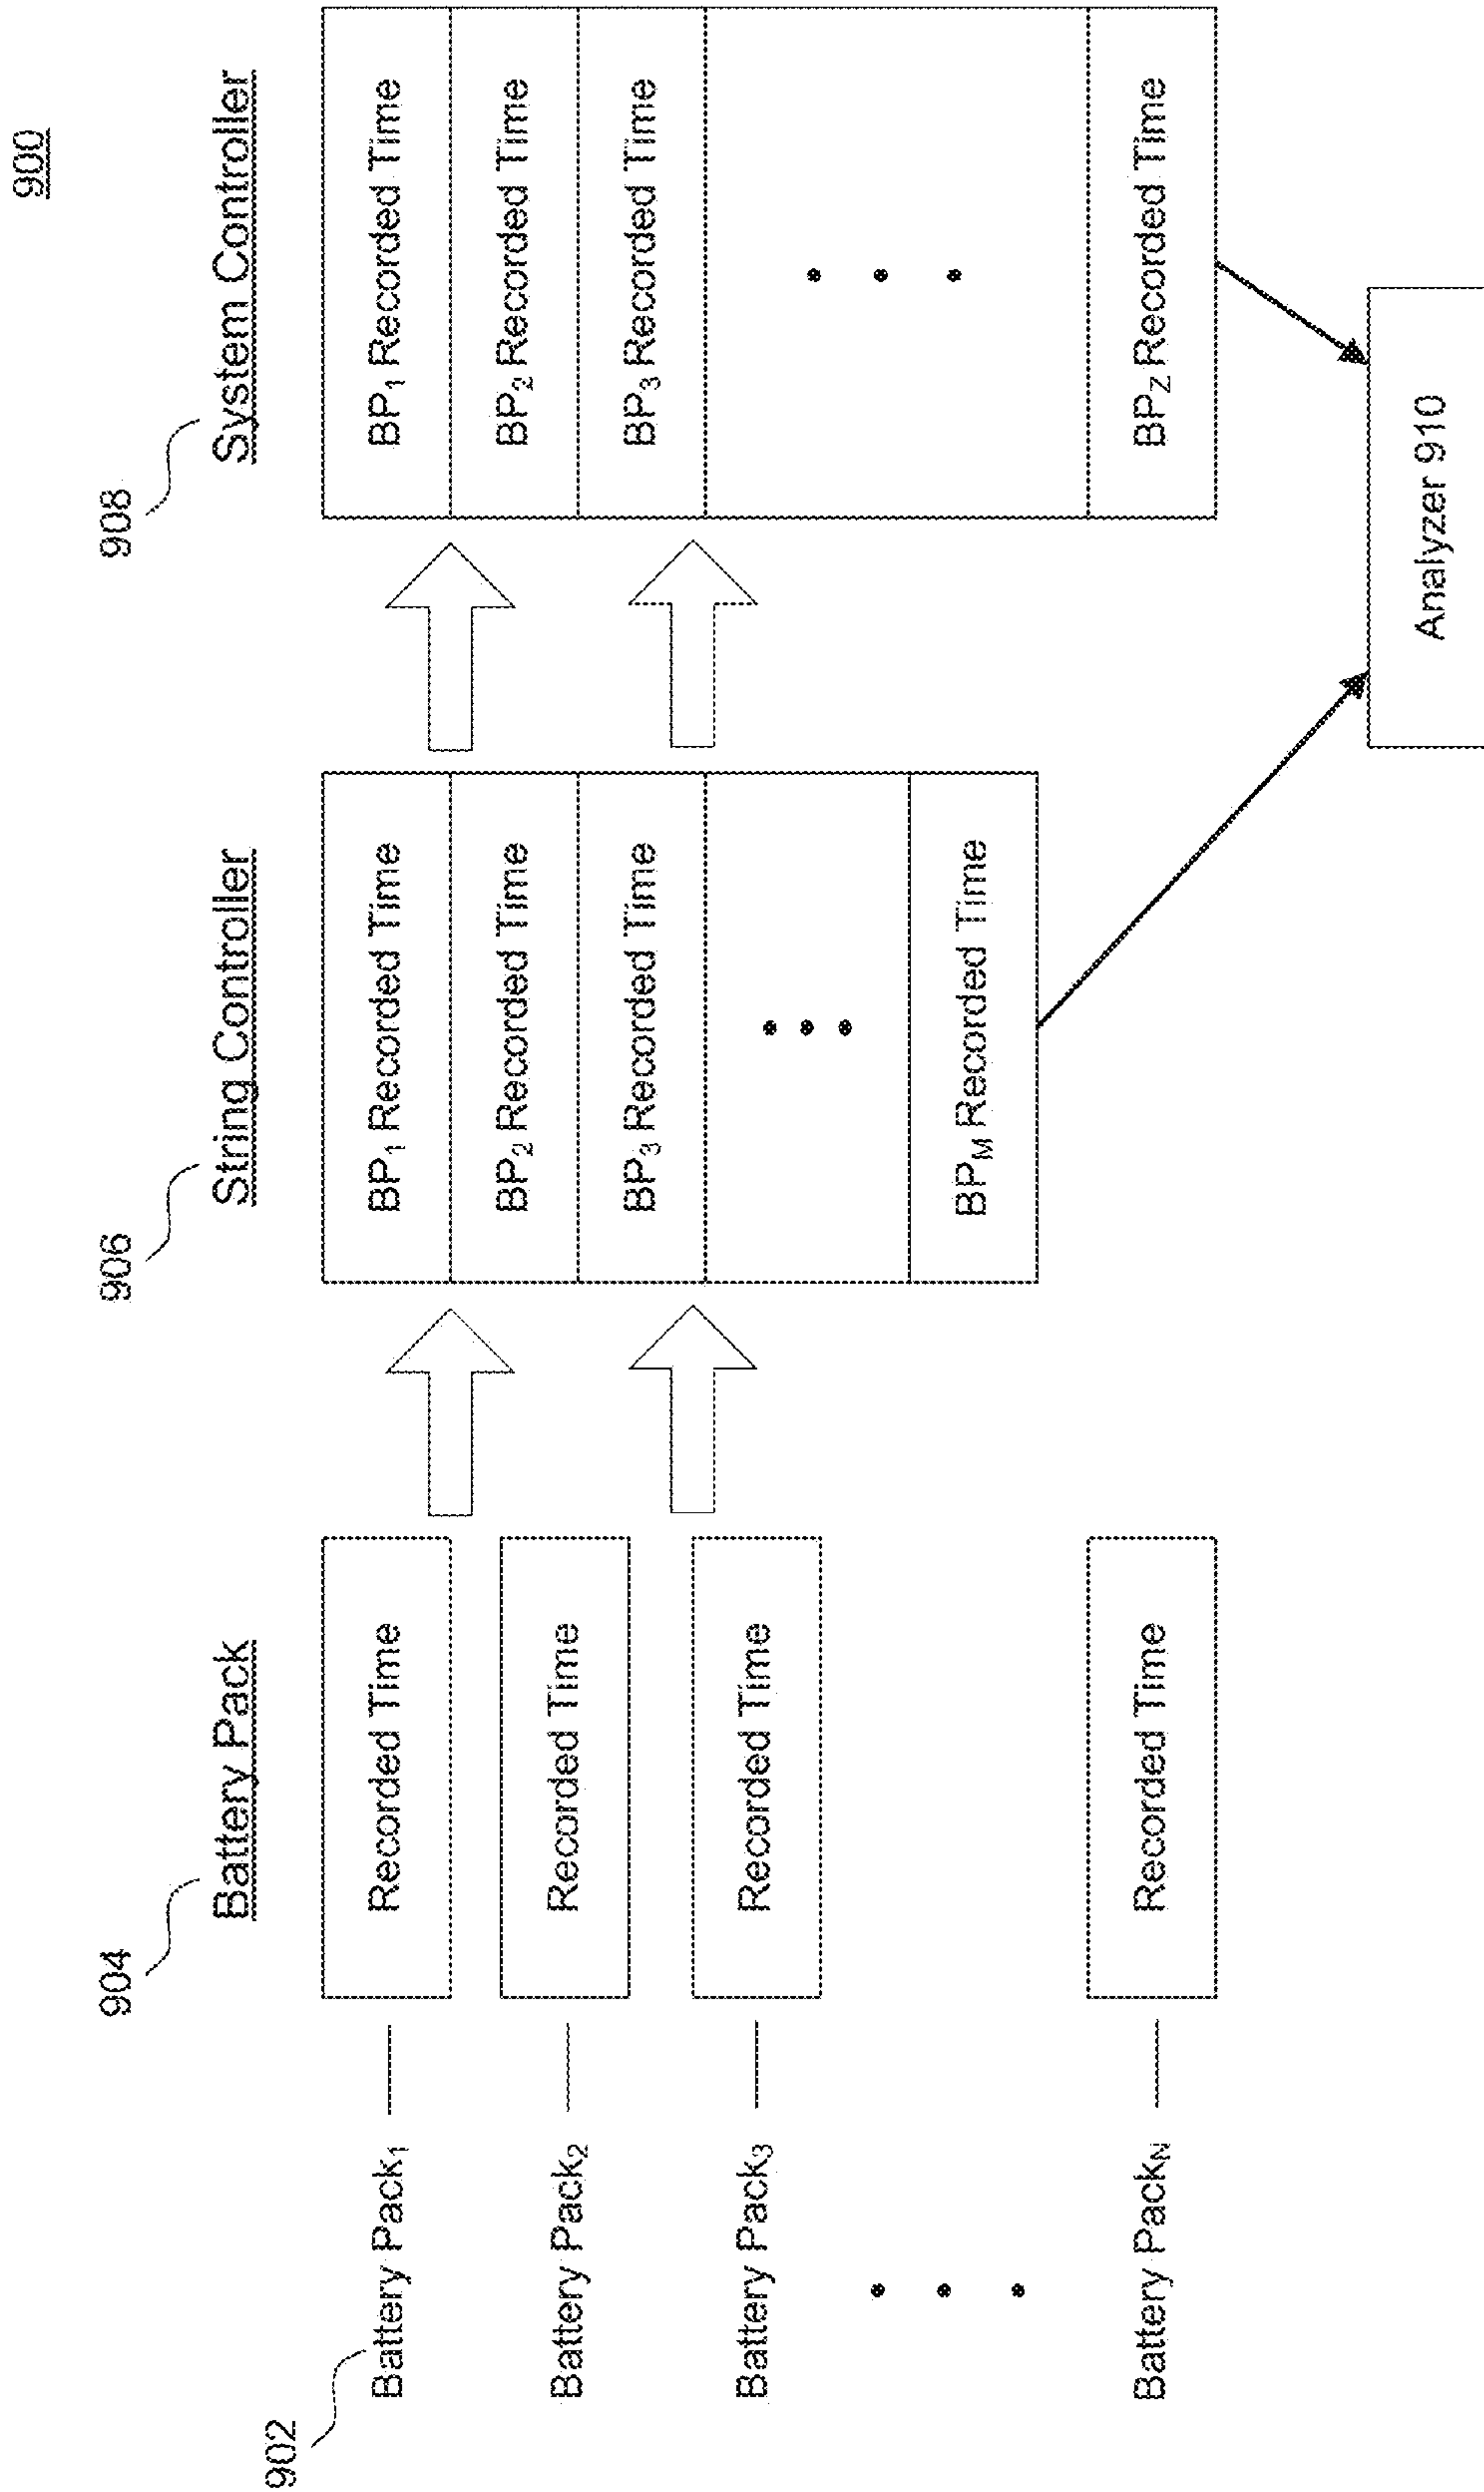 900
904
906
908
Battery Pack
String Controller
System Controller
902
Battery Pack1
Recorded Time
BP1 Recorded Time
BP1 Recorded Time
Battery Pack2
Recorded Time
BP2 Recorded Time
BP2 Recorded Time
Battery Pack3
Recorded Time
BP3 Recorded Time
BP3 Recorded Time
BPM Recorded Time
Battery PackN
Recorded Time
BPZ Recorded Time
Analyzer 910